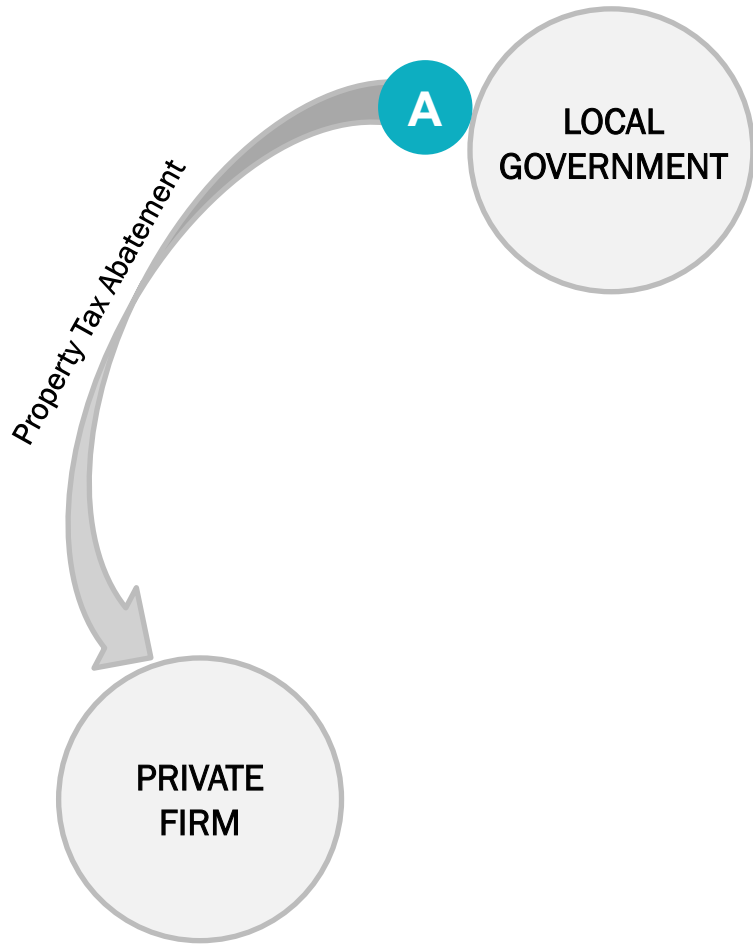 A
LOCAL
GOVERNMENT
Property Tax Abatement
PRIVATE
FIRM